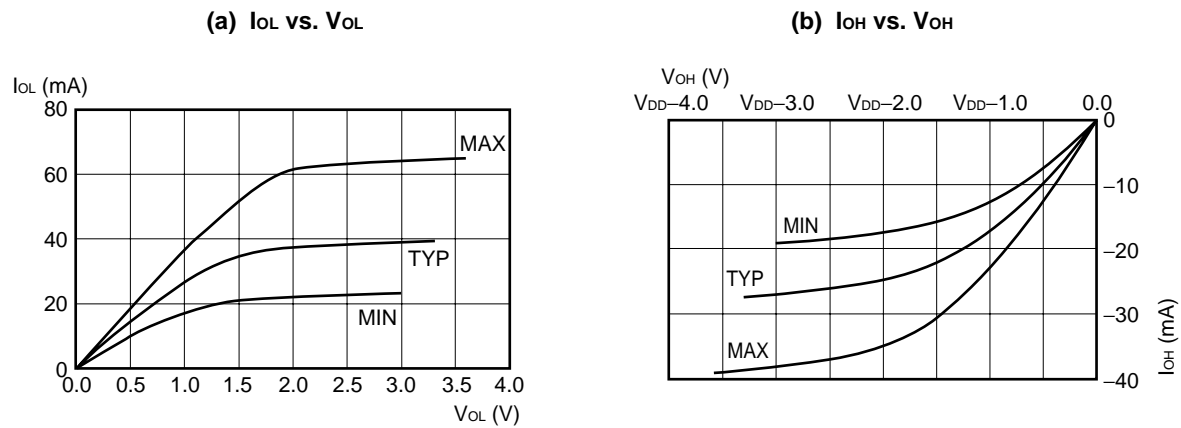 (a) IOL vs. VOL
IOL (mA)
80
60
40
20
0
MAX
TYP
MIN
0.0 0.5 1.0 1.5 2.0 2.5 3.0 3.5 4.0
VOL (V)
(b) IOH vs. VOH
VOH (V)
VDD–4.0 VDD–3.0 VDD–2.0 VDD–1.0 0.0
0
–10
–20
–30
–40
MIN
TYP
MAX
IOH (mA)